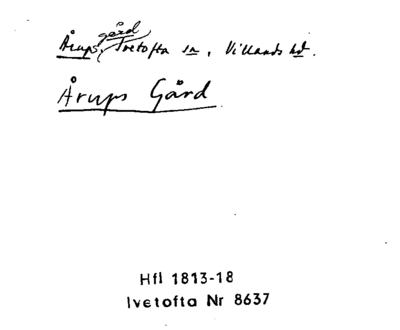 Årups gård, Ivetofta sn, Villands hd.
Årups Gård
Hfl 1813-18
Ivetofta Nr 8637